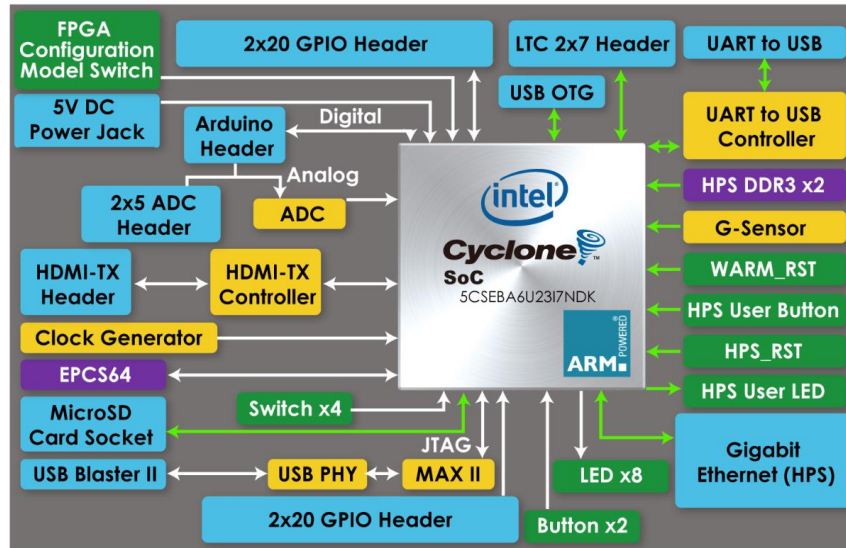 FPGA
Configuration
Model Switch
2x20 GPIO Header
LTC 2x7 Header
UART to USB
5V DC
Power Jack
Arduino
Header
Digital
USB OTG
UART to USB
Controller
Analog
2x5 ADC
Header
ADC
HPS DDR3 x2
G-Sensor
intel
Cyclone
TM
SoC
5CSEBA6U23I7NDK
HDMI-TX
Header
HDMI-TX
Controller
WARM_RST
HPS User Button
Clock Generator
ARM
POWERED
®
HPS_RST
EPCS64
HPS User LED
MicroSD
Card Socket
Switch x4
JTAG
Gigabit
Ethernet (HPS)
USB Blaster II
USB PHY
MAX II
LED x8
2x20 GPIO Header
Button x2